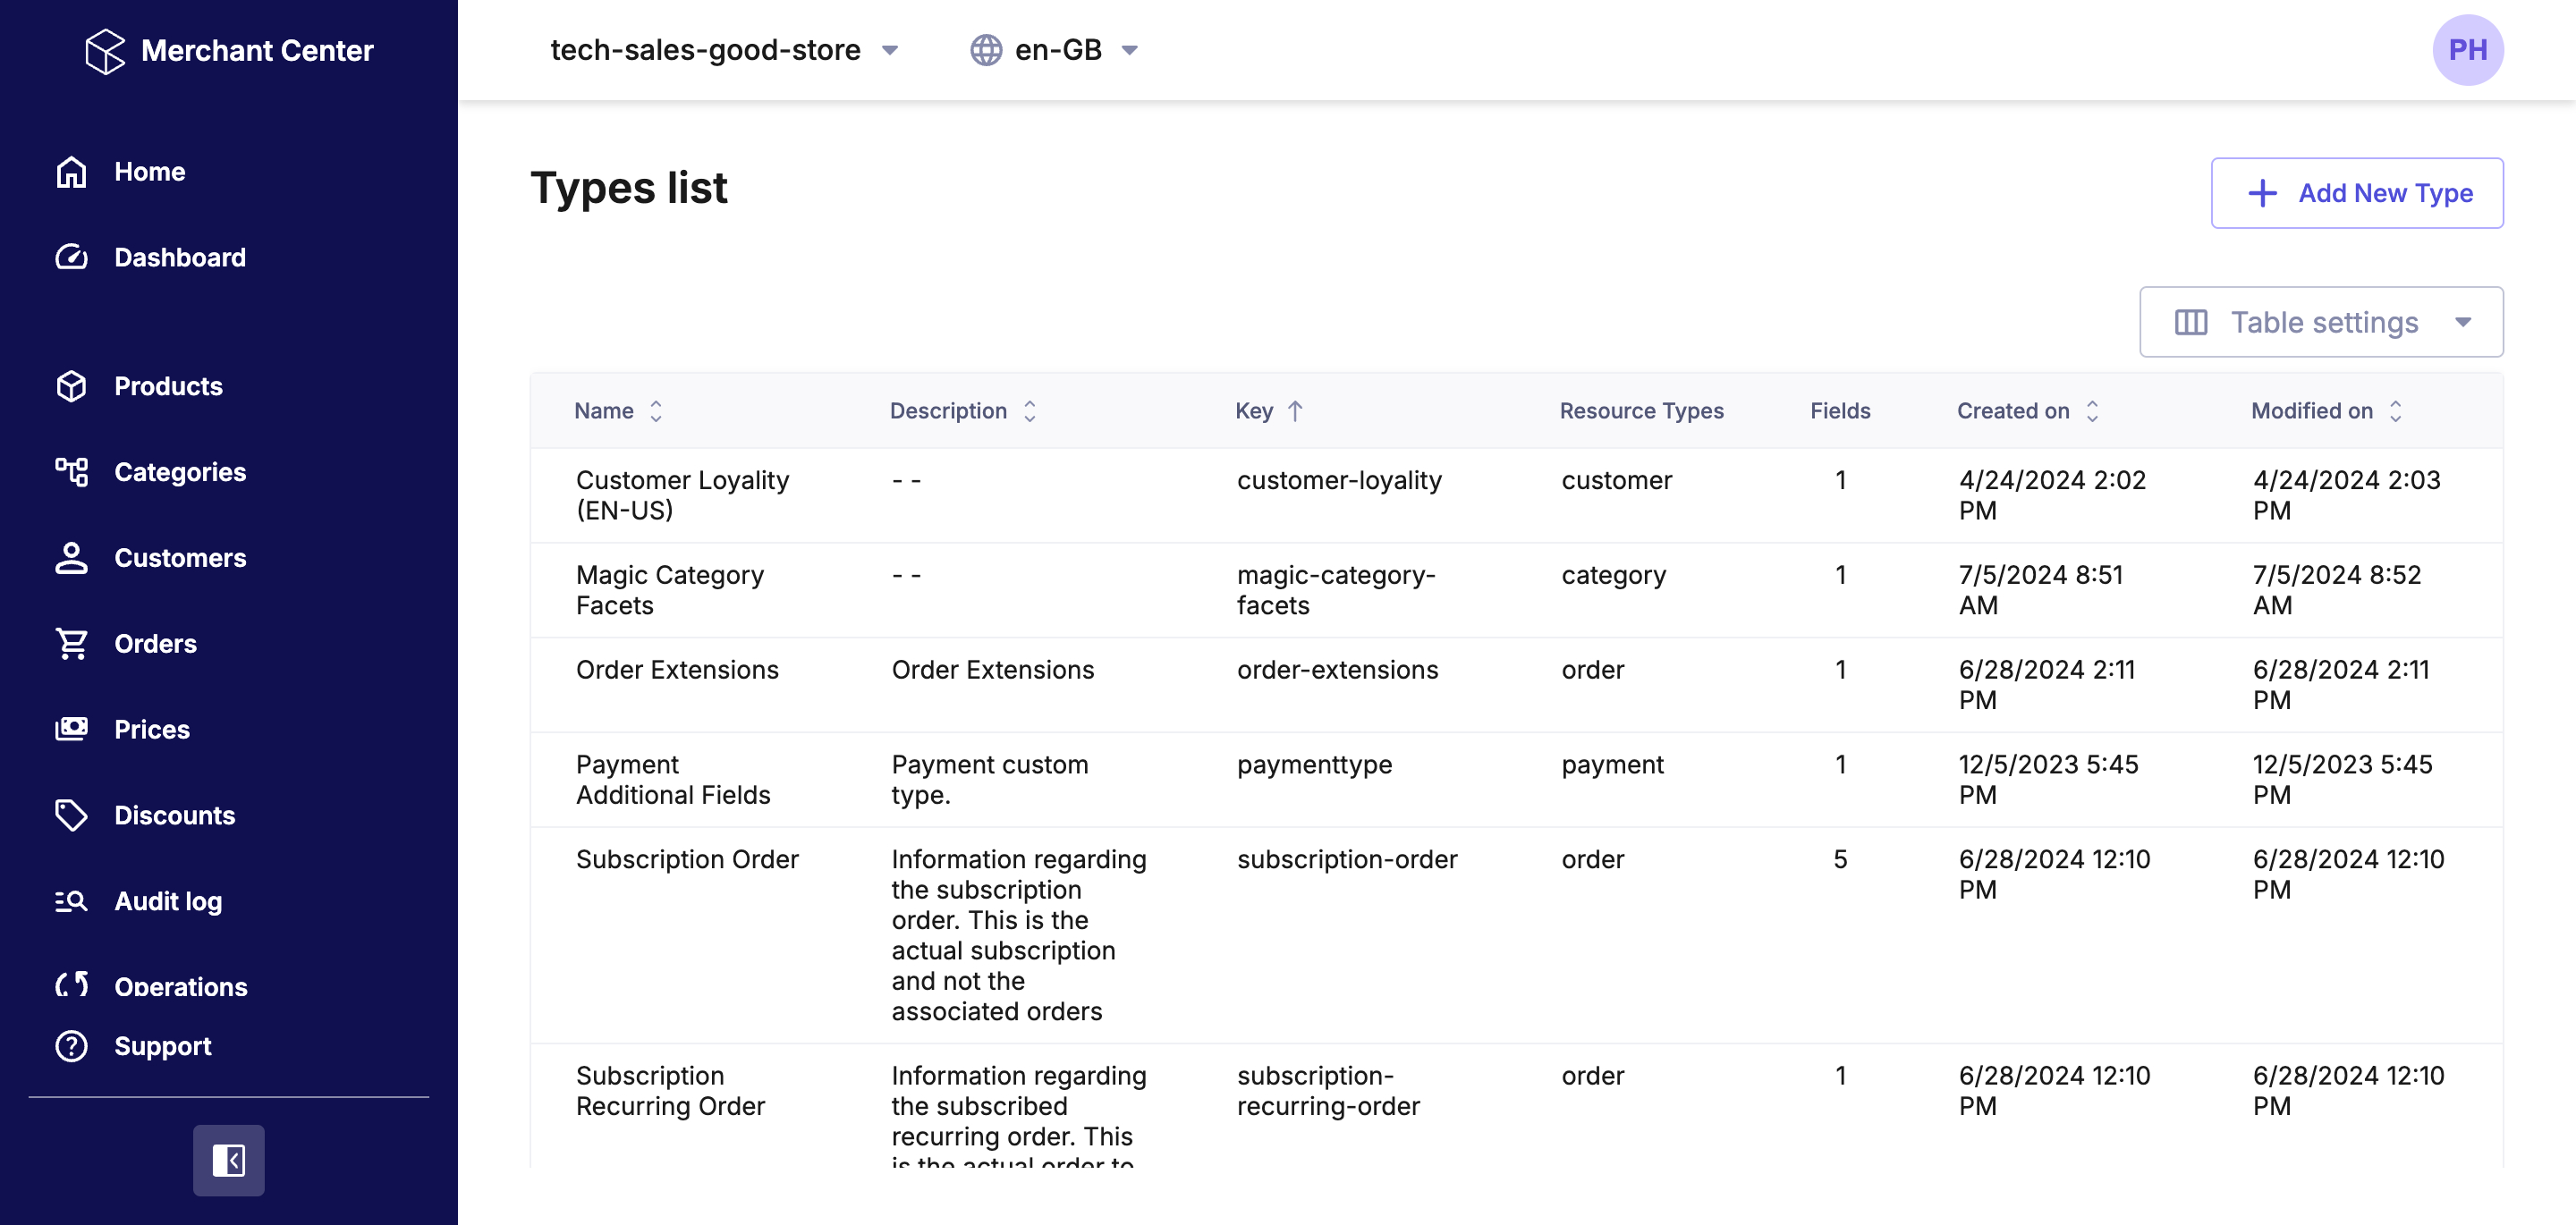 Merchant Center
tech-sales-good-store
en-GB
PH
Home
Dashboard
Products
Categories
Customers
Orders
Prices
Discounts
Audit log
Operations
Support
Types list
Add New Type
Table settings
Name Description Key Resource Types Fields Created on Modified on
Customer Loyality - - customer-loyality customer 1 4/24/2024 2:02 4/24/2024 2:03
(EN-US) PM PM
Magic Category - - magic-category- category 1 7/5/2024 8:51 7/5/2024 8:52
Facets facets AM AM
Order Extensions Order Extensions order-extensions order 1 6/28/2024 2:11 6/28/2024 2:11
PM PM
Payment Payment custom paymenttype payment 1 12/5/2023 5:45 12/5/2023 5:45
Additional Fields type. PM PM
Subscription Order Information regarding subscription-order order 5 6/28/2024 12:10 6/28/2024 12:10
the subscription PM PM
order. This is the
actual subscription
and not the
associated orders
Subscription Information regarding subscription- order 1 6/28/2024 12:10 6/28/2024 12:10
Recurring Order the subscribed recurring-order PM PM
recurring order. This
is the actual order to